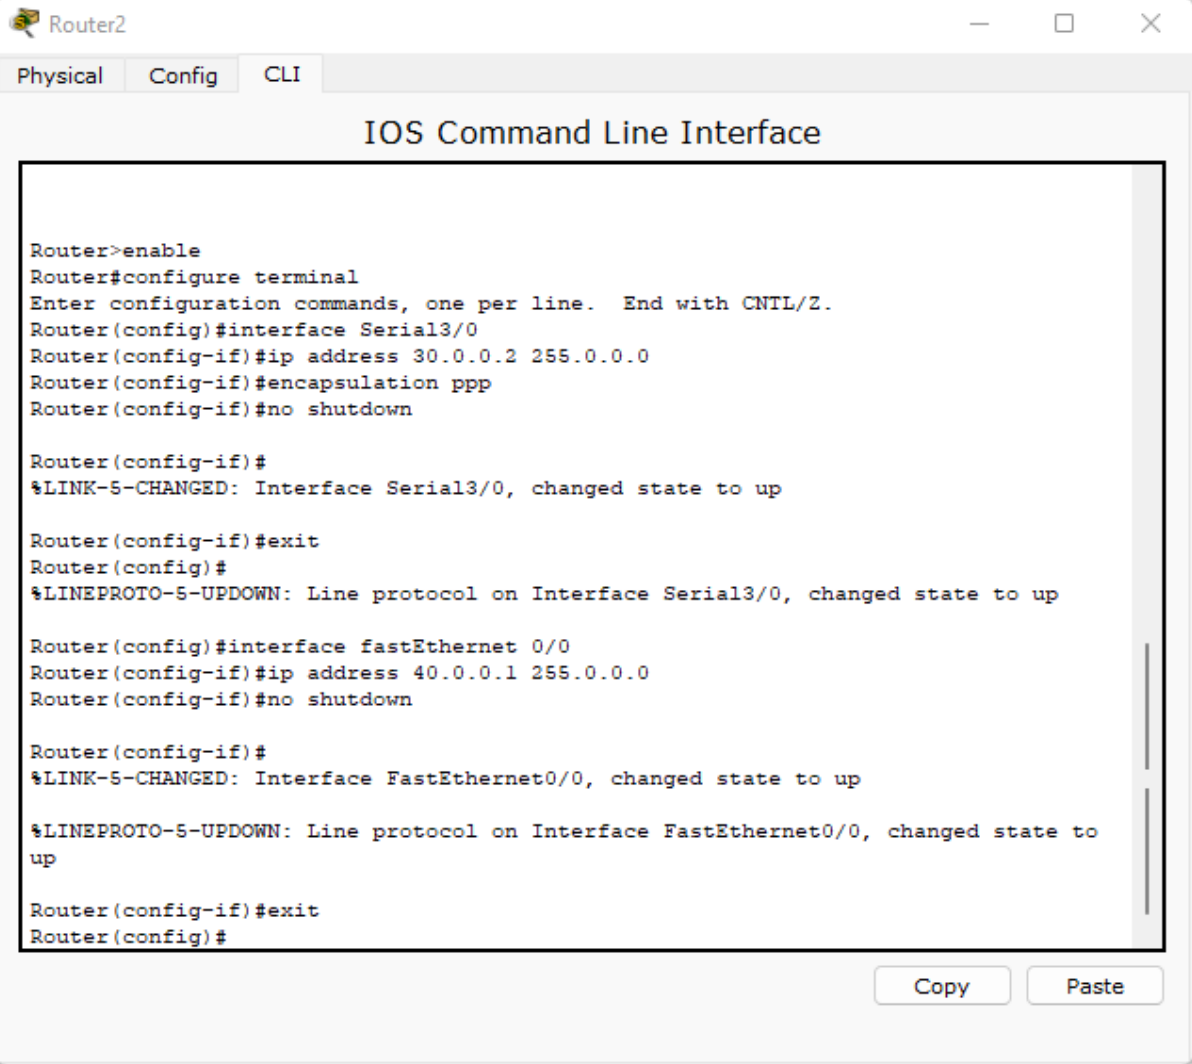 Router2
Physical Config CLI
IOS Command Line Interface
Router>enable
Router#configure terminal
Enter configuration commands, one per line.  End with CNTL/Z.
Router(config)#interface Serial3/0
Router(config-if)#ip address 30.0.0.2 255.0.0.0
Router(config-if)#encapsulation ppp
Router(config-if)#no shutdown
Router(config-if)#
%LINK-5-CHANGED: Interface Serial3/0, changed state to up
Router(config-if)#exit
Router(config)#
%LINEPROTO-5-UPDOWN: Line protocol on Interface Serial3/0, changed state to up
Router(config)#interface fastEthernet 0/0
Router(config-if)#ip address 40.0.0.1 255.0.0.0
Router(config-if)#no shutdown
Router(config-if)#
%LINK-5-CHANGED: Interface FastEthernet0/0, changed state to up
%LINEPROTO-5-UPDOWN: Line protocol on Interface FastEthernet0/0, changed state to
up
Router(config-if)#exit
Router(config)#
Copy Paste